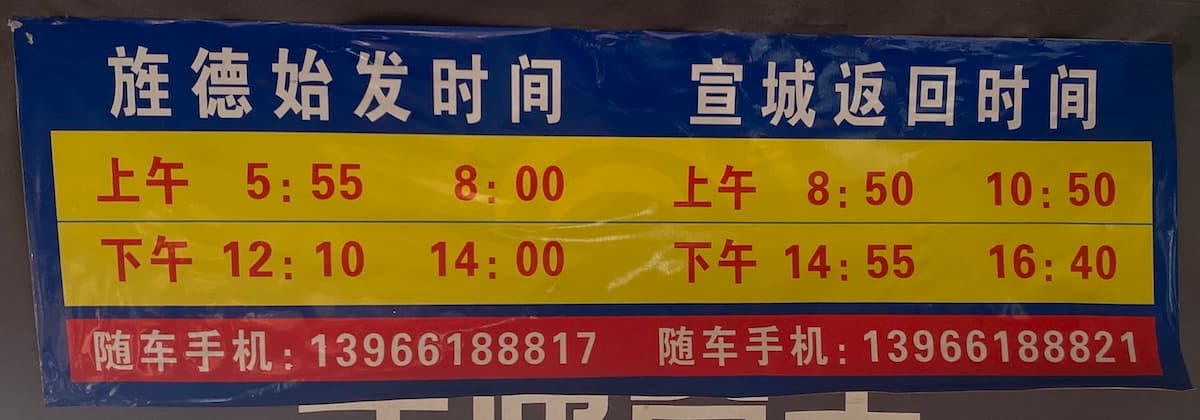 旌德始发时间 宣城返回时间
上午 5:55 8:00 上午 8:50 10:50
下午 12:10 14:00 下午 14:55 16:40
随车手机:13966188817 随车手机:13966188821